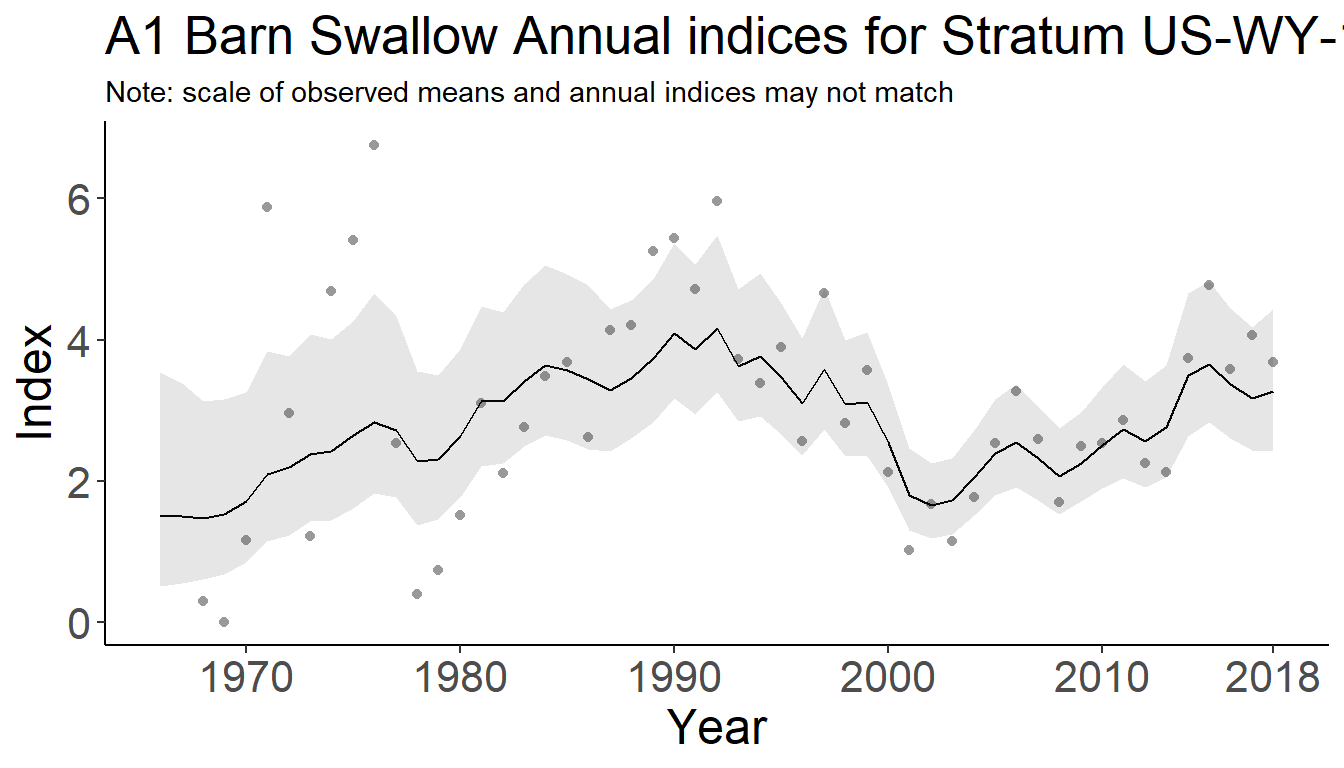 A1 Barn Swallow Annual indices for Stratum US-WY-
Note: scale of observed means and annual indices may not match
Index
6
4
2
0
1970 1980 1990 2000 2010 2018
Year